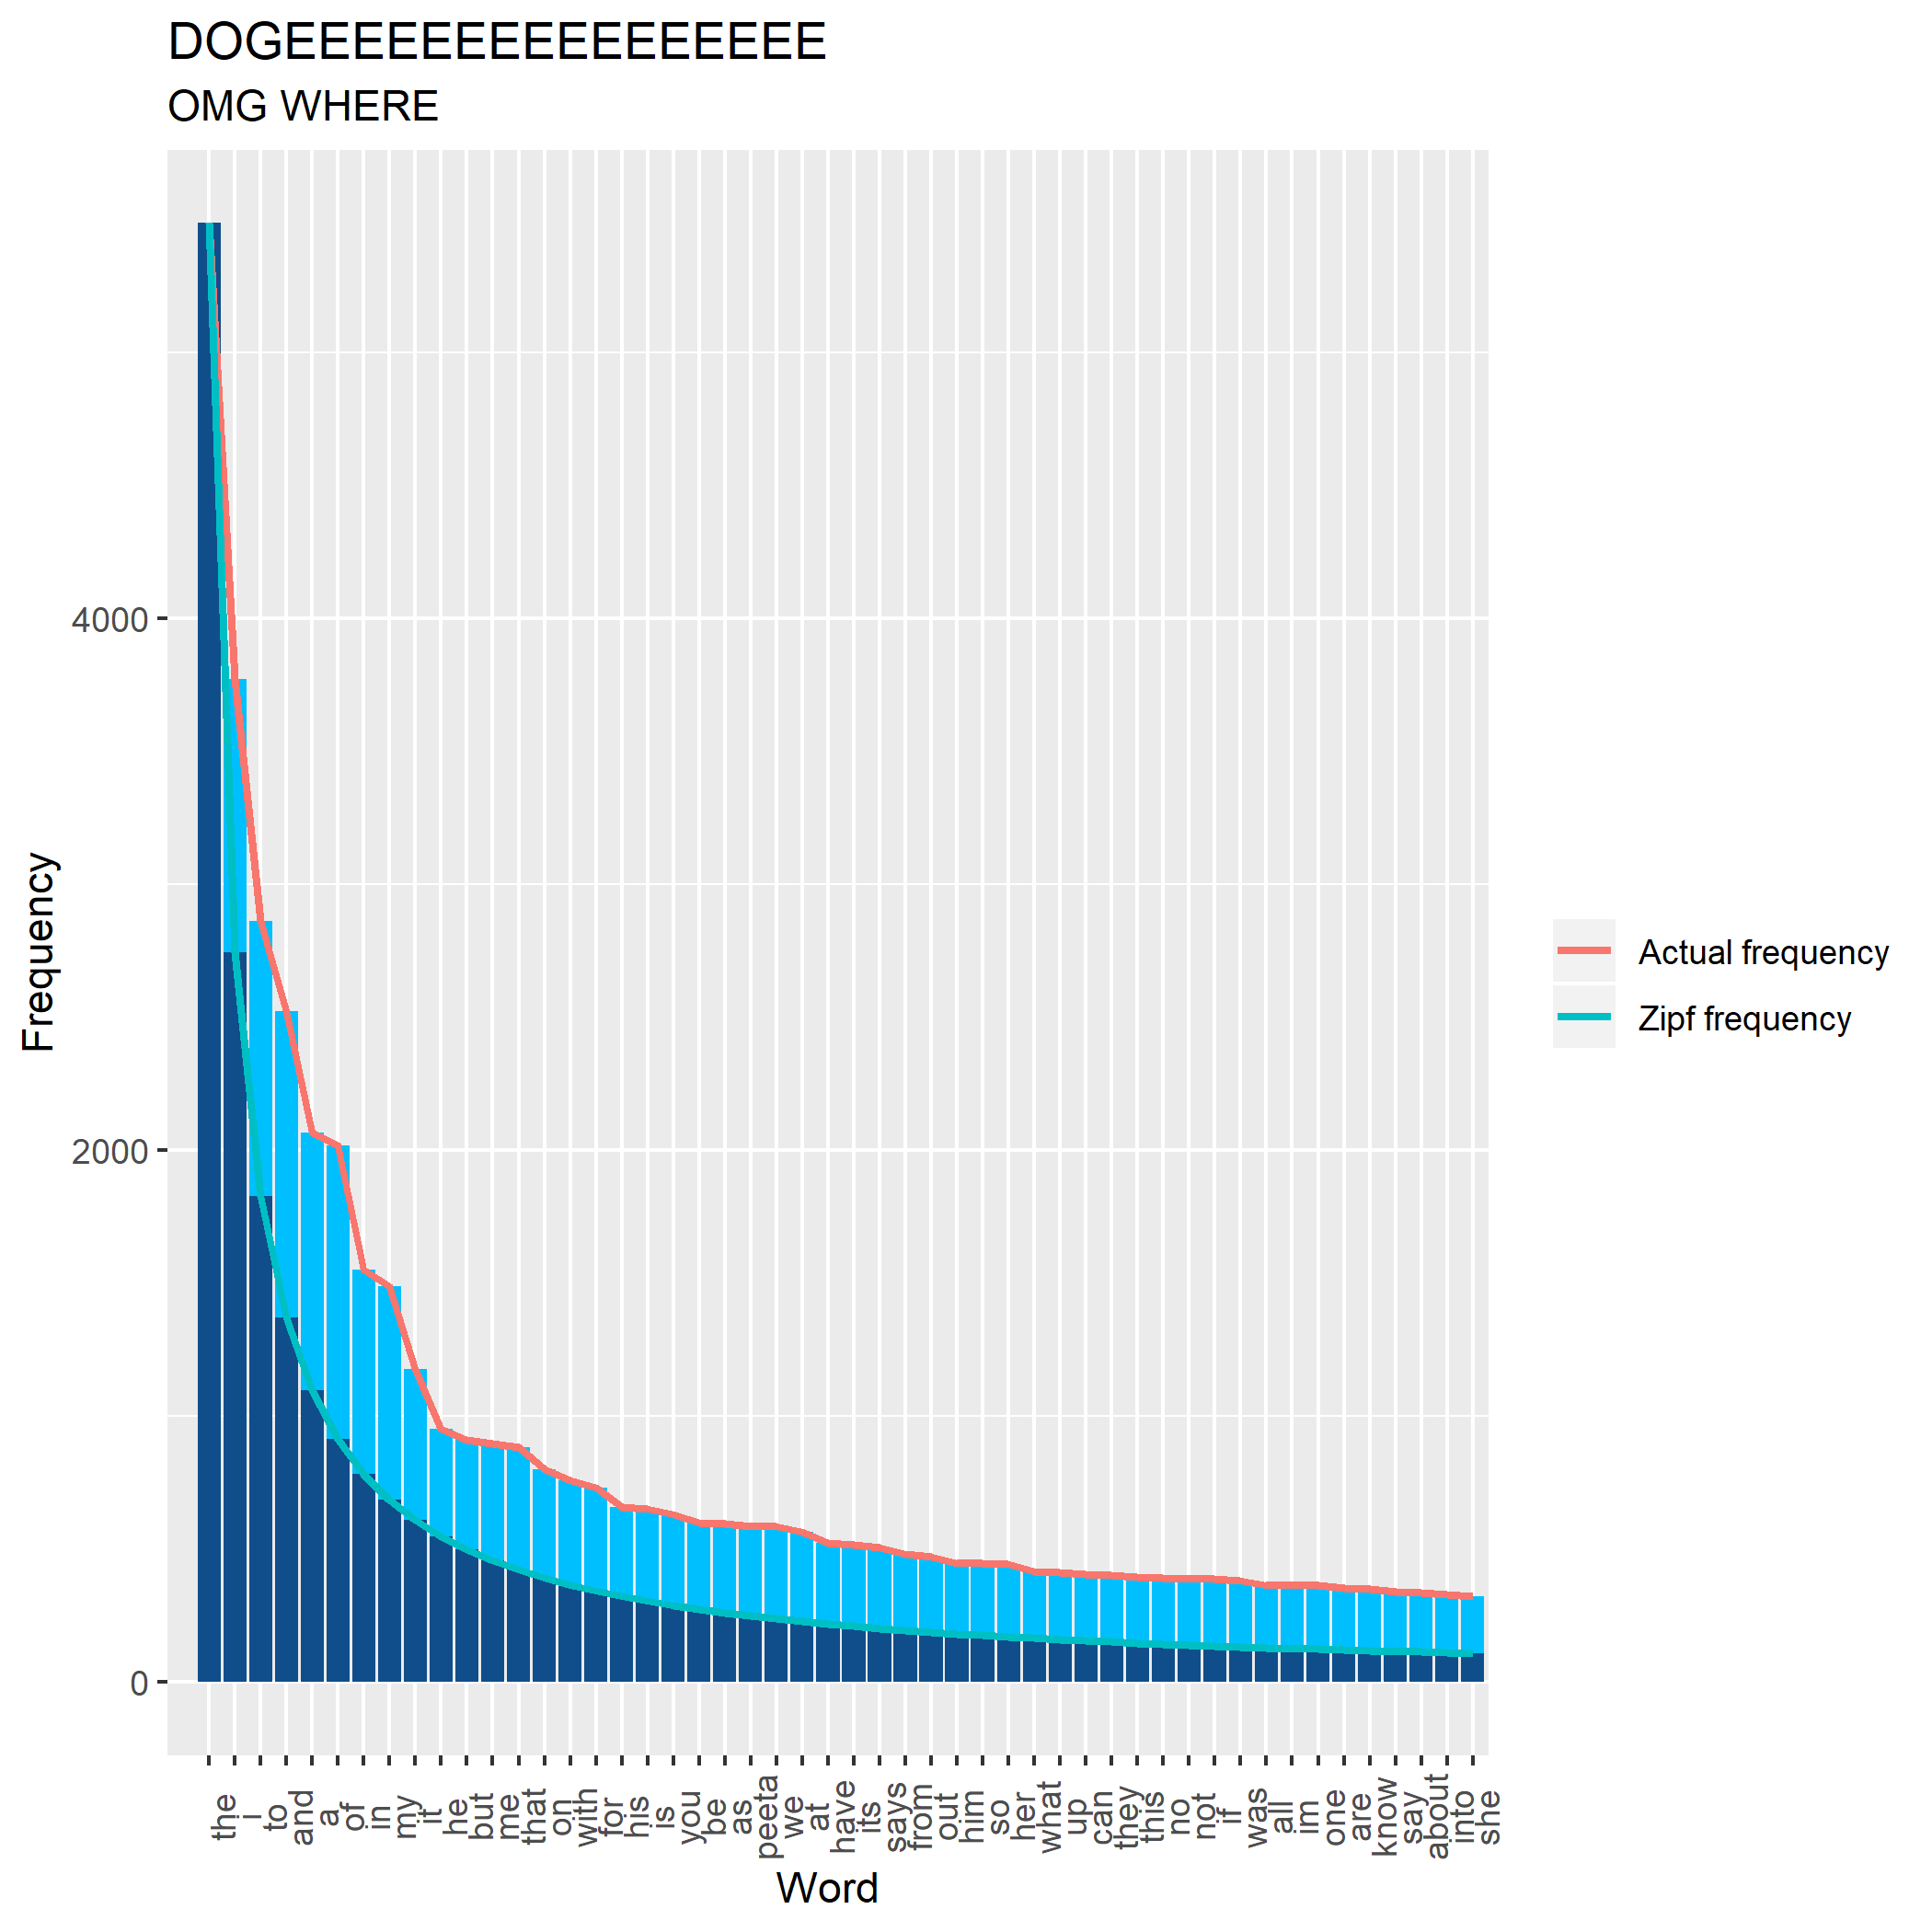 DOGEEEEEEEEEEEEEEEE
OMG WHERE
Frequency
4000
2000
0
the
i
to
and
a
of
in
my
it
he
but
me
that
on
with
for
his
is
you
be
as
peeta
we
at
have
its
says
from
out
him
so
her
what
up
can
they
this
no
not
if
was
all
im
one
are
know
say
about
into
she
Word
Actual frequency
Zipf frequency